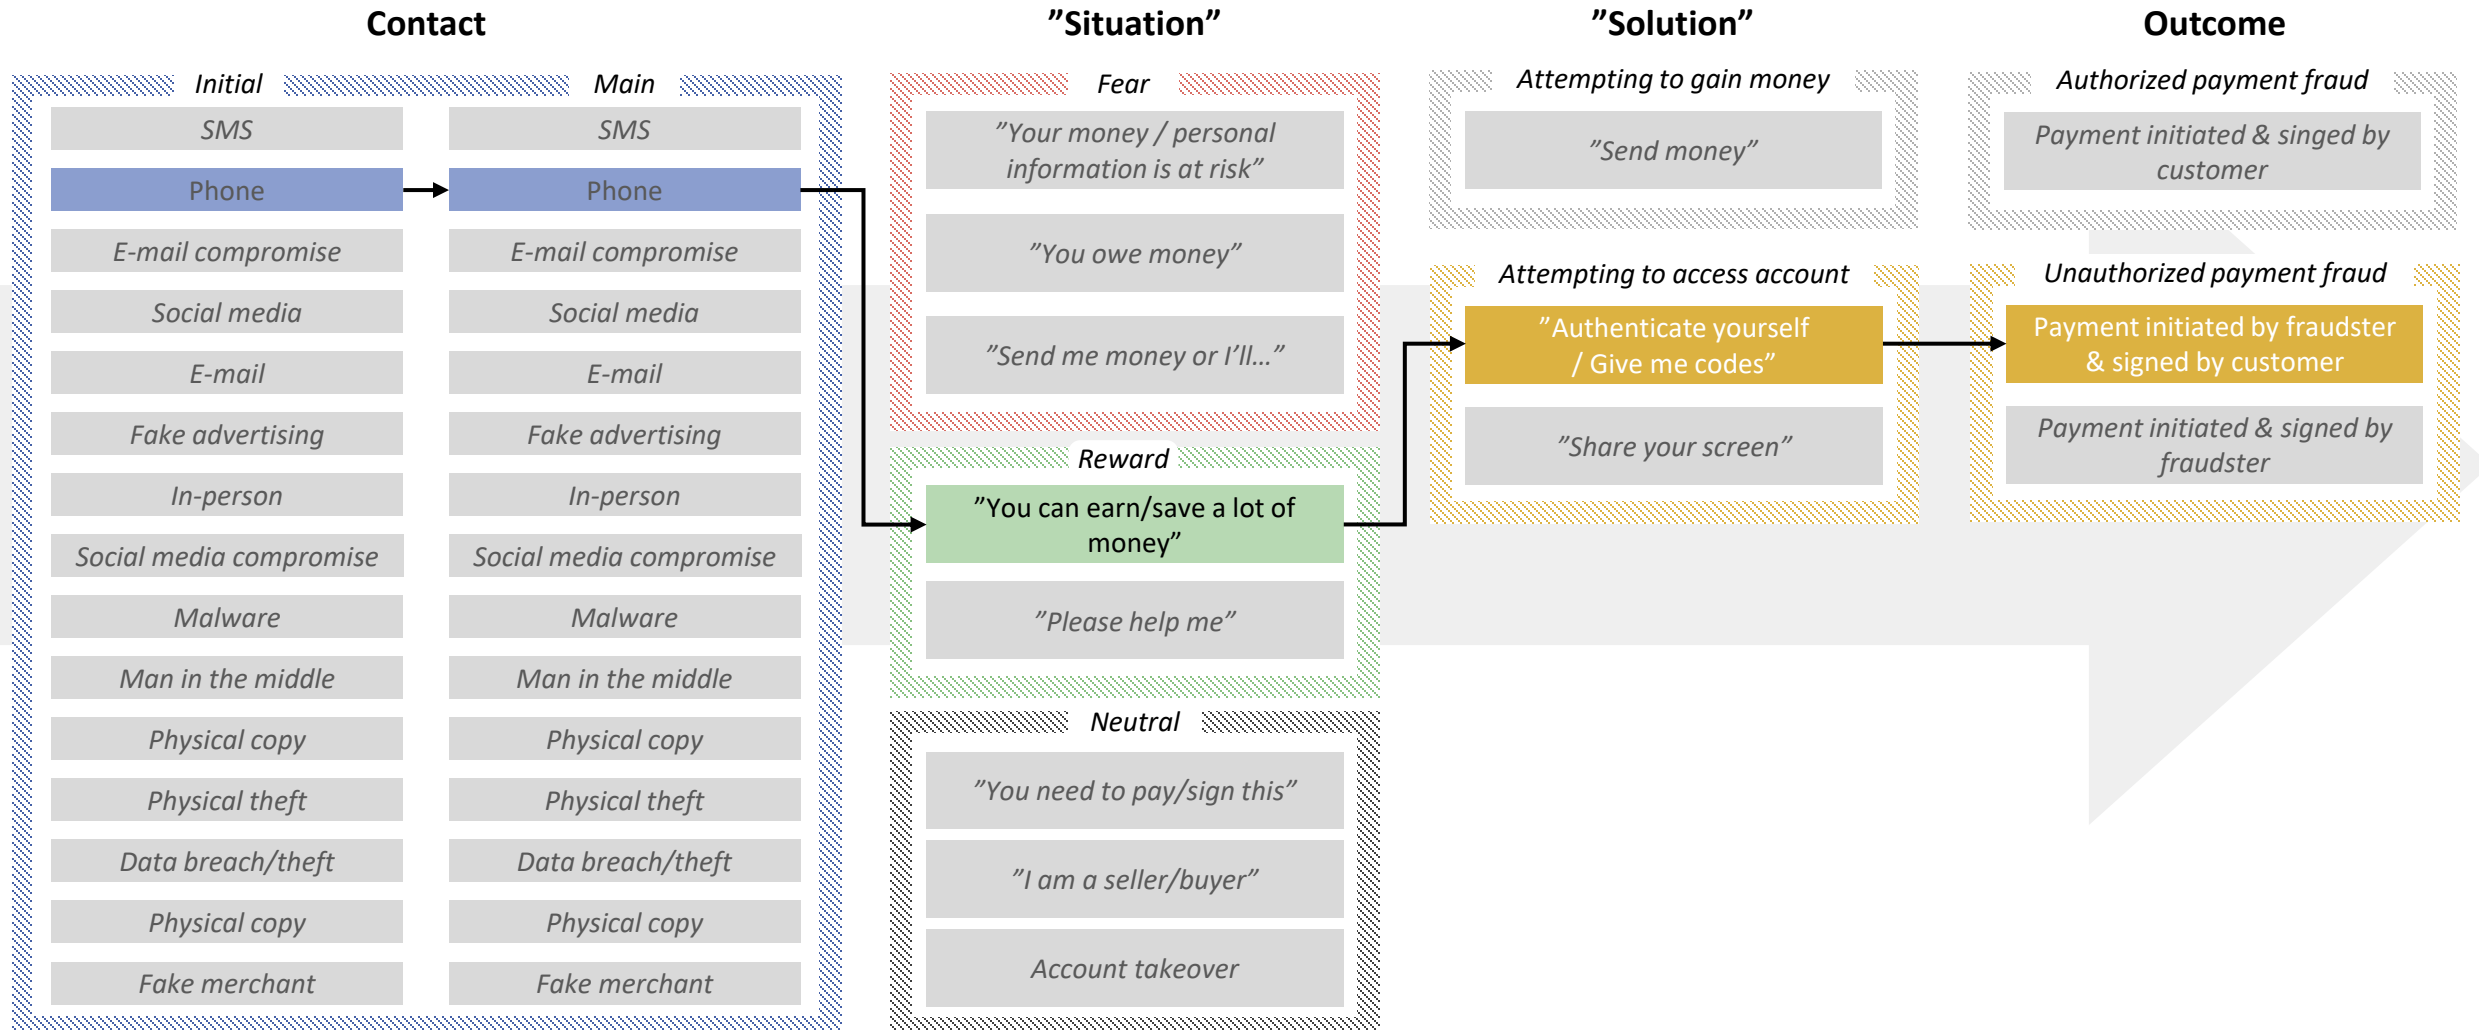 Contact
”Situation”
”Solution”
Outcome
Initial
Main
SMS
Phone
E-mail compromise
Social media
E-mail
Fake advertising
In-person
Social media compromise
Malware
Man in the middle
Physical copy
Physical theft
Data breach/theft
Physical copy
Fake merchant
SMS
Phone
E-mail compromise
Social media
E-mail
Fake advertising
In-person
Social media compromise
Malware
Man in the middle
Physical copy
Physical theft
Data breach/theft
Physical copy
Fake merchant
Fear
”Your money / personal
information is at risk”
”You owe money”
”Send me money or I’ll…”
Reward
”You can earn/save a lot of
money”
”Please help me”
Neutral
”You need to pay/sign this”
”I am a seller/buyer”
Account takeover
Attempting to gain money
”Send money”
Attempting to access account
”Authenticate yourself
/ Give me codes”
”Share your screen”
Authorized payment fraud
Payment initiated & singed by
customer
Unauthorized payment fraud
Payment initiated by fraudster
& signed by customer
Payment initiated & signed by
fraudster